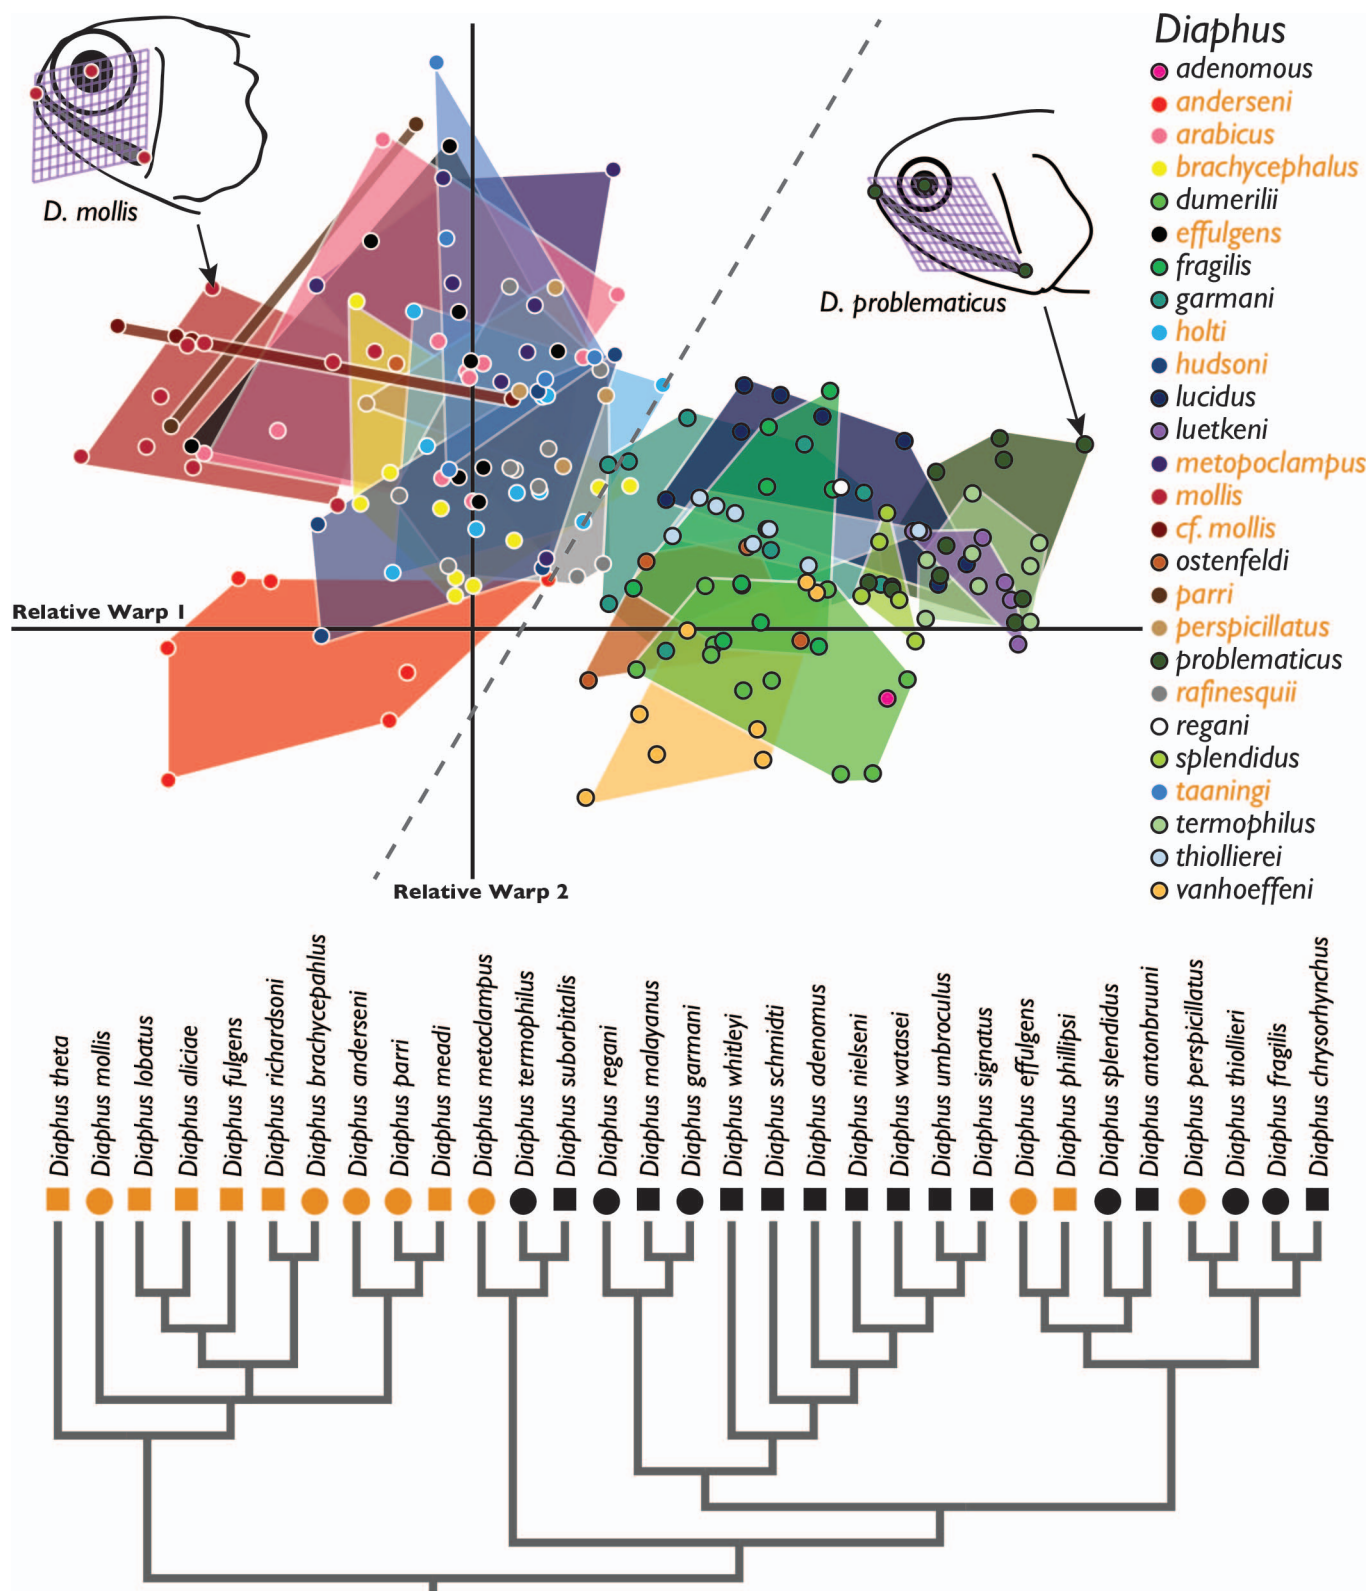 Diaphus
adenomous
anderseni
arabicus
brachycephalus
dumerilii
effulgens
fragilis
garmani
holti
hudsoni
lucidus
luetkeni
metopoclampus
mollis
cf. mollis
ostenfeldi
parri
perspicillatus
problematicus
rafinesquii
regani
splendidus
taaningi
termophilus
thiollierei
vanhoeffeni
D. mollis
D. problematicus
Relative Warp 1
Relative Warp 2
Diaphus theta
Diaphus mollis
Diaphus lobatus
Diaphus aliciae
Diaphus fulgens
Diaphus richardsoni
Diaphus brachycepahlus
Diaphus anderseni
Diaphus parri
Diaphus meadi
Diaphus metoclampus
Diaphus termophilus
Diaphus suborbitalis
Diaphus regani
Diaphus malayanus
Diaphus garmani
Diaphus whitleyi
Diaphus schmidti
Diaphus adenomus
Diaphus nielseni
Diaphus watasei
Diaphus umbroculus
Diaphus signatus
Diaphus effulgens
Diaphus phillipsi
Diaphus splendidus
Diaphus antonbruuni
Diaphus perspicillatus
Diaphus thiollieri
Diaphus fragilis
Diaphus chrysorhynchus